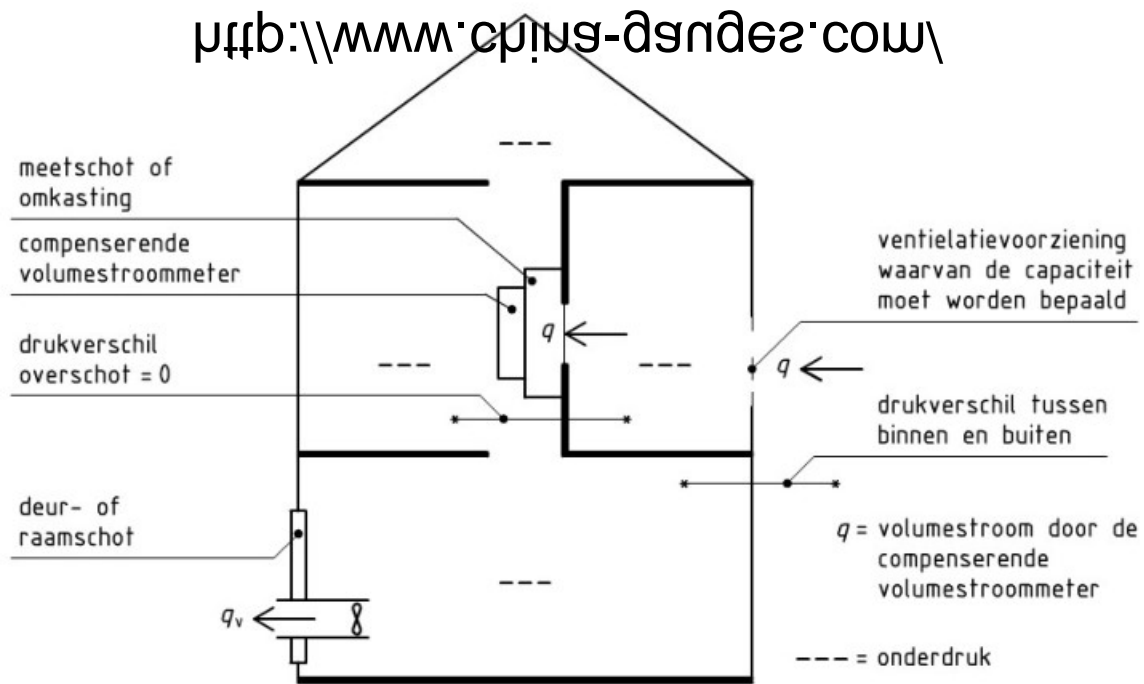 http://www.china-gauges.com/
meetschot of
omkasting
compenserende
volumestroommeter
drukverschil
overschot = 0
deur- of
raamschot
qv
q
q
ventielatievoorziening
waarvan de capaciteit
moet worden bepaald
drukverschil tussen
binnen en buiten
q = volumestroom door de
compenserende
volumestroommeter
--- = onderdruk